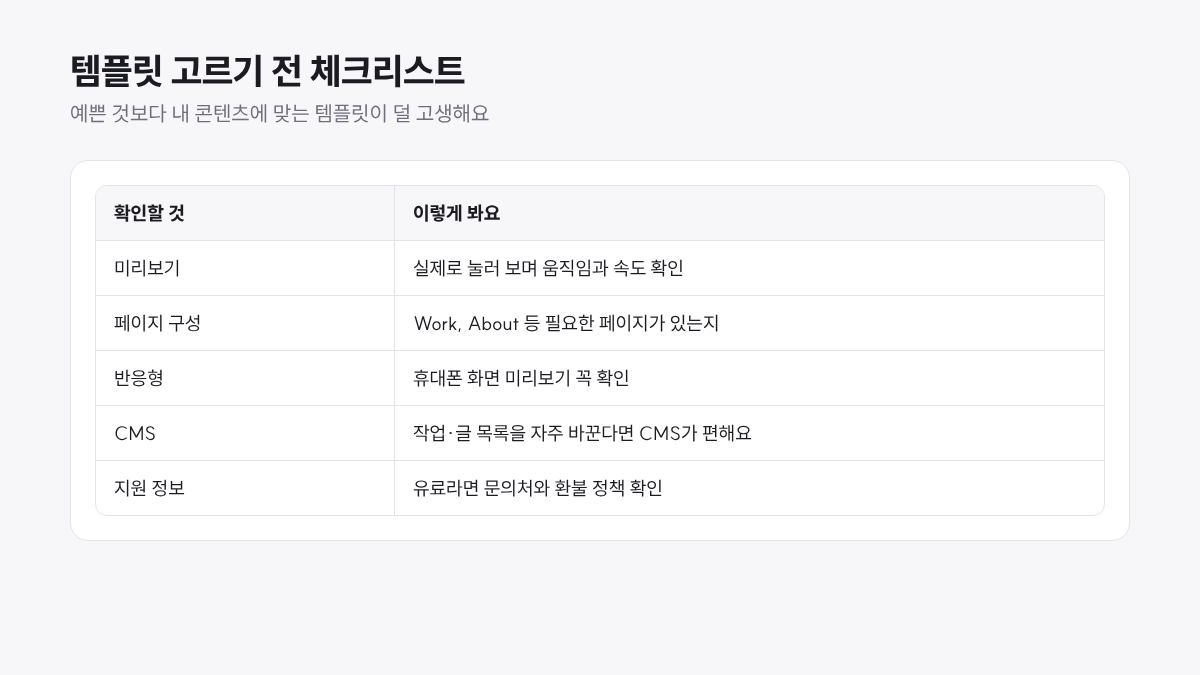 템플릿 고르기 전 체크리스트
예쁜 것보다 내 콘텐츠에 맞는 템플릿이 덜 고생해요
확인할 것 이렇게 봐요
미리보기 실제로 눌러 보며 움직임과 속도 확인
페이지 구성 Work, About 등 필요한 페이지가 있는지
반응형 휴대폰 화면 미리보기 꼭 확인
CMS 작업·글 목록을 자주 바꾼다면 CMS가 편해요
지원 정보 유료라면 문의처와 환불 정책 확인